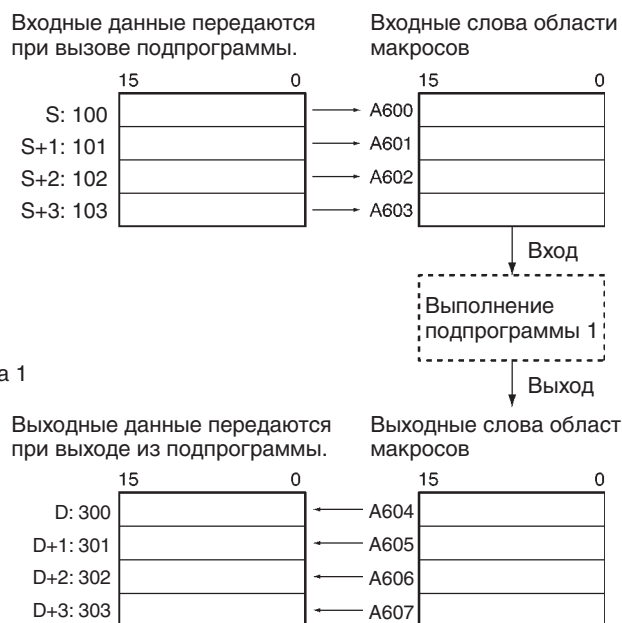 Входные данные передаются
при вызове подпрограммы.
Входные слова области
макросов
15 0
15 0
S: 100
A600
S+1: 101
A601
S+2: 102
A602
S+3: 103
A603
Вход
Выполнение
подпрограммы 1
а 1
Выход
Выходные данные передаются
при выходе из подпрограммы.
Выходные слова област
макросов
15 0
15 0
D: 300
A604
D+1: 301
A605
D+2: 302
A606
D+3: 303
A607